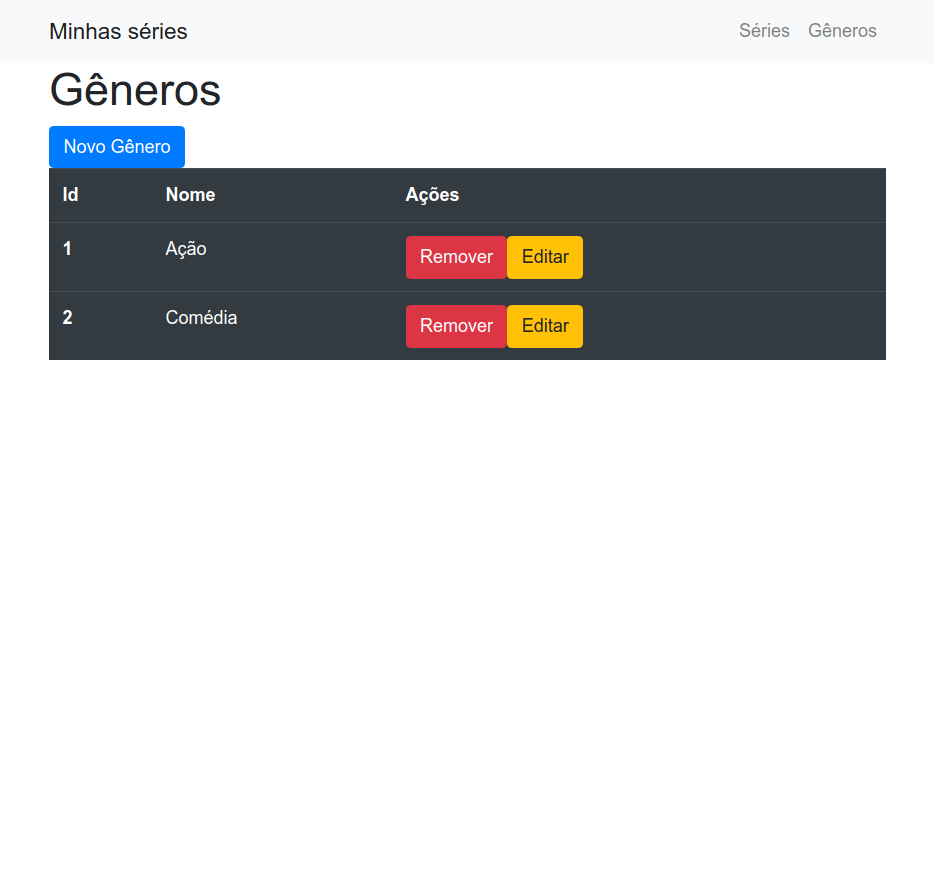 Minhas séries Séries Gêneros
Gêneros
Novo Gênero
Id Nome Ações
1 Ação Remover Editar
2 Comédia Remover Editar